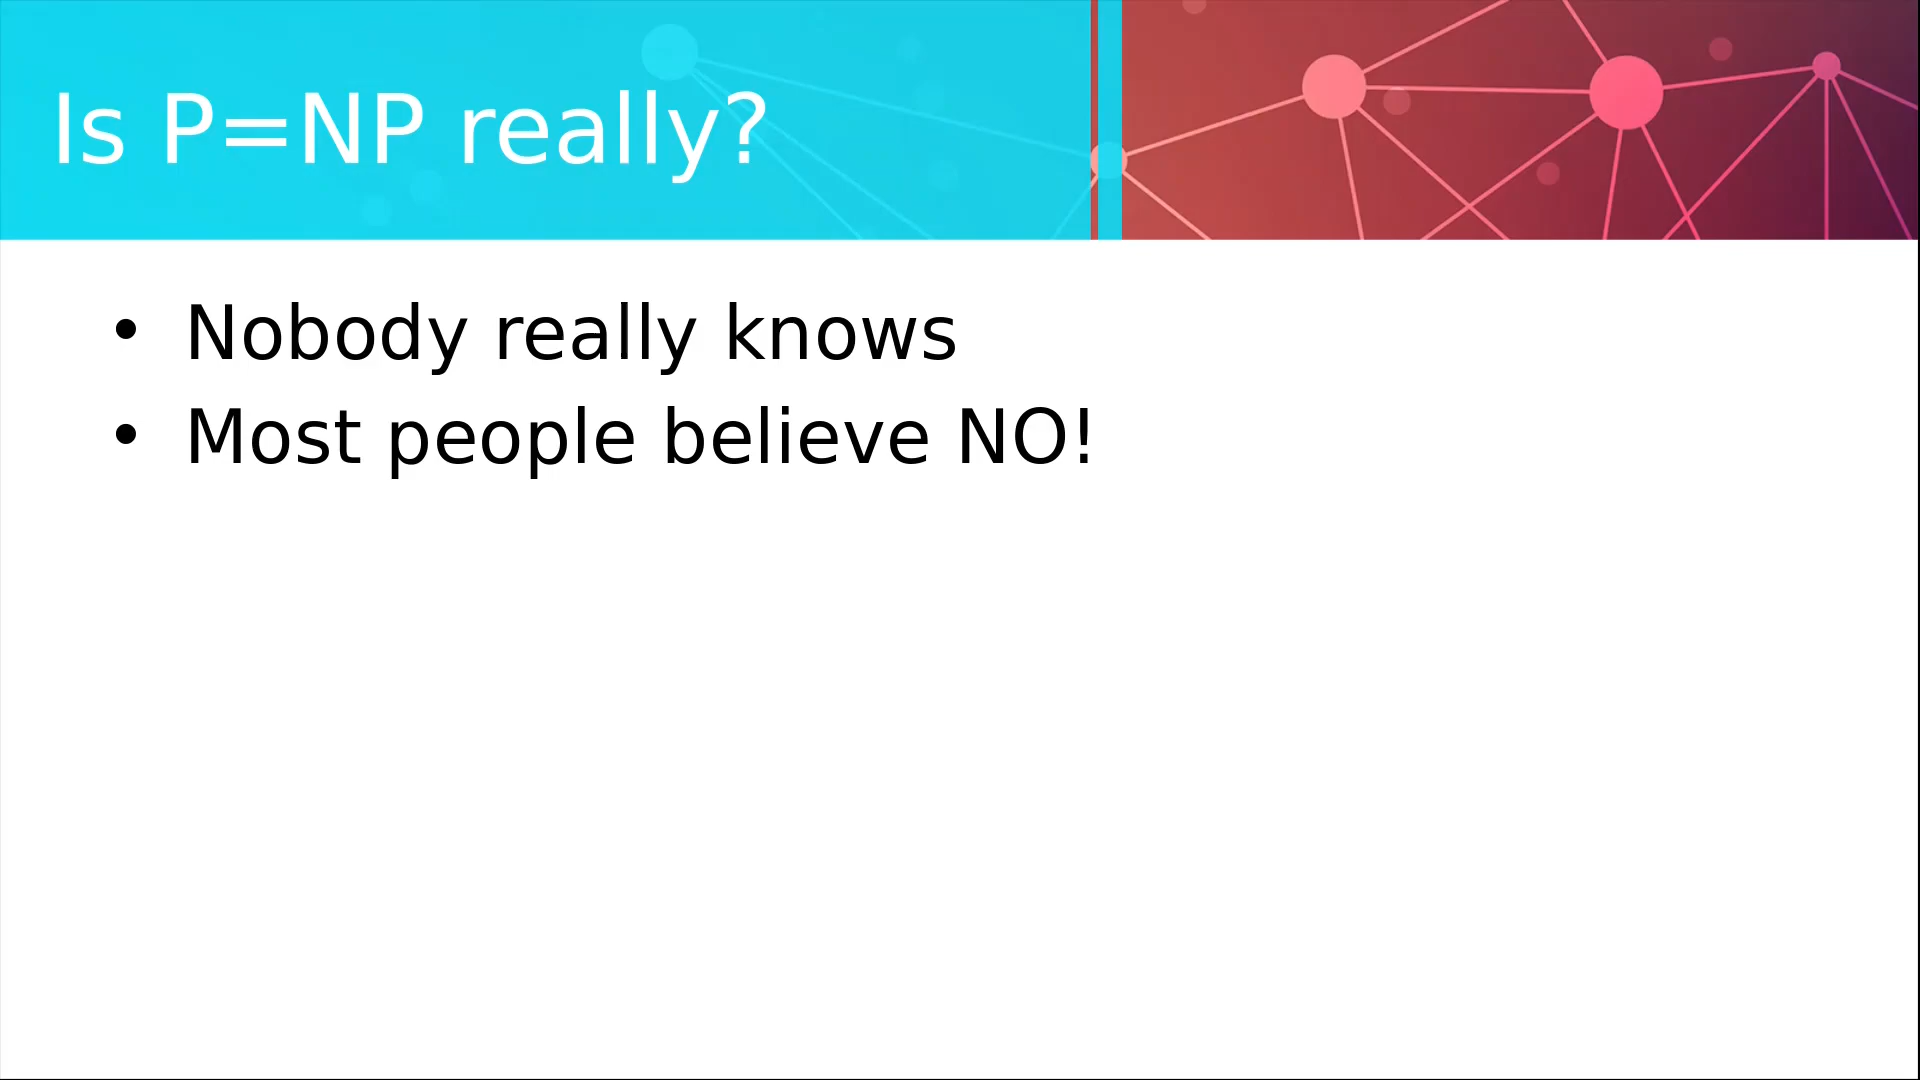 Is P=NP really?
• Nobody really knows
• Most people believe NO!